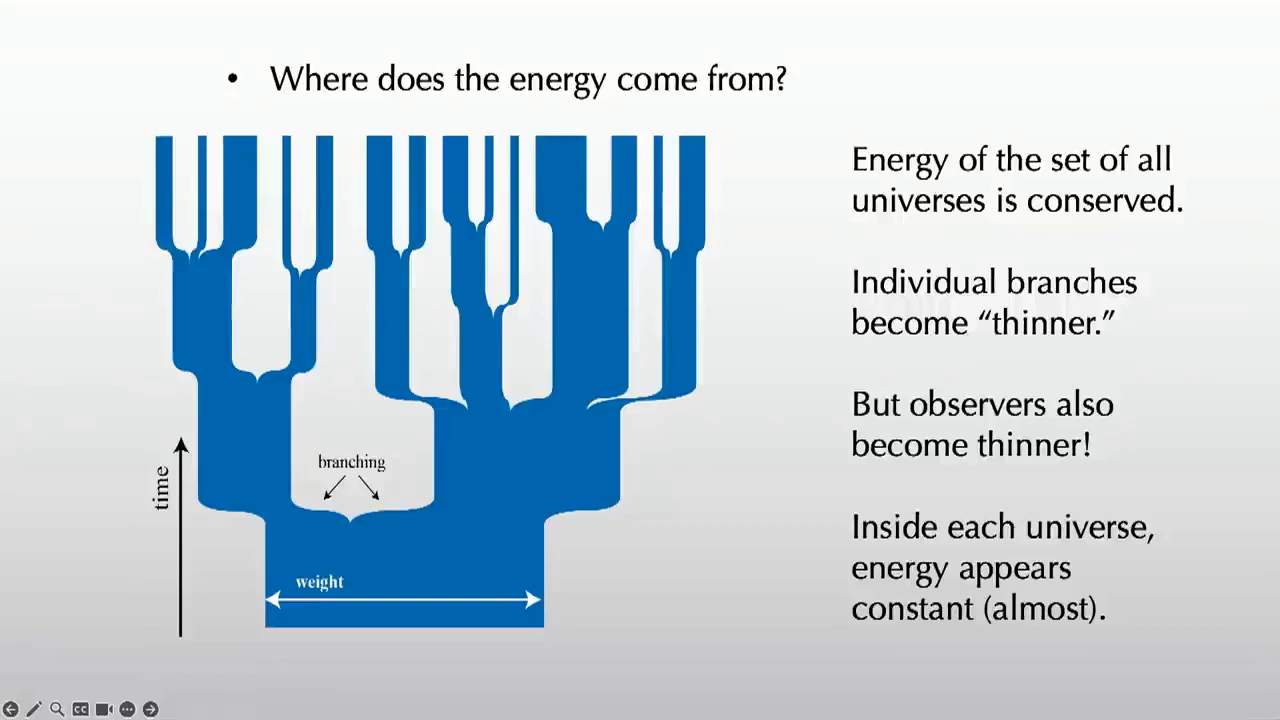 • Where does the energy come from?
Energy of the set of all
universes is conserved.
Individual branches
become “thinner.”
But observers also
become thinner!
Inside each universe,
energy appears
constant (almost).
branching
time
weight
CC